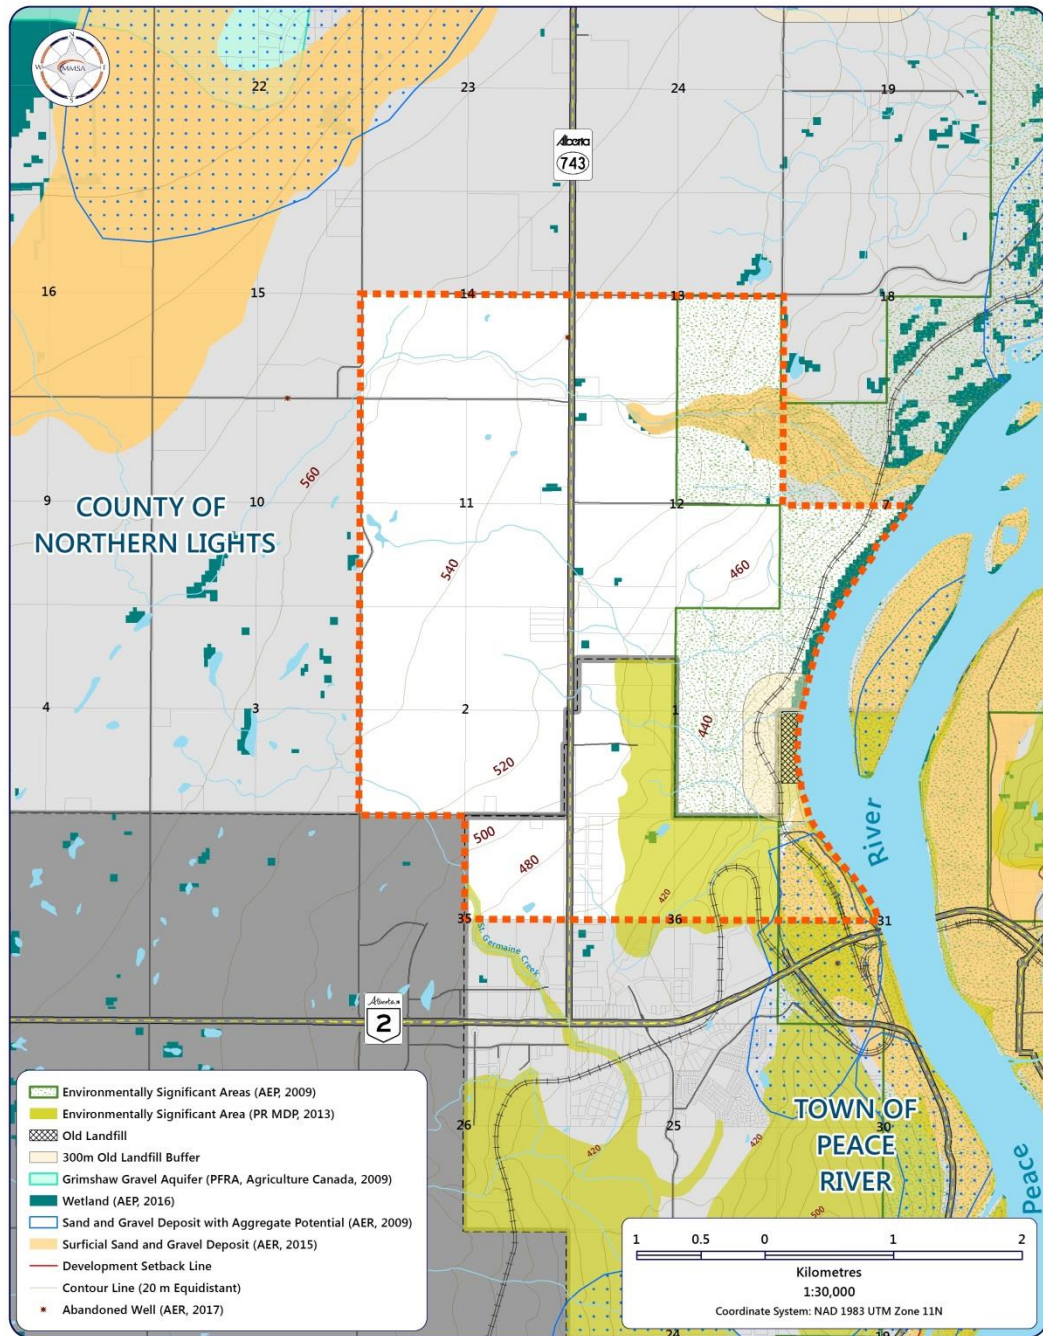 N
W MMSA E
S
22
23
24
19
Alberta
743
16
15
14
13
18
560
9
10
11
12
7
COUNTY OF
NORTHERN LIGHTS
540
460
4
3
2
1
440
520
500
480
River
420
35
36
31
St. Germaine Creek
Alberta
2
Environmentally Significant Areas (AEP, 2009)
Environmentally Significant Area (PR MDP, 2013)
Old Landfill
300m Old Landfill Buffer
Grimshaw Gravel Aquifer (PFRA, Agriculture Canada, 2009)
Wetland (AEP, 2016)
Sand and Gravel Deposit with Aggregate Potential (AER, 2009)
Surficial Sand and Gravel Deposit (AER, 2015)
Development Setback Line
Contour Line (20 m Equidistant)
Abandoned Well (AER, 2017)
26
25
30
420
420
TOWN OF
PEACE
RIVER
Peace
500
1 0.5 0 1 2
Kilometres
1:30,000
Coordinate System: NAD 1983 UTM Zone 11N
24
19